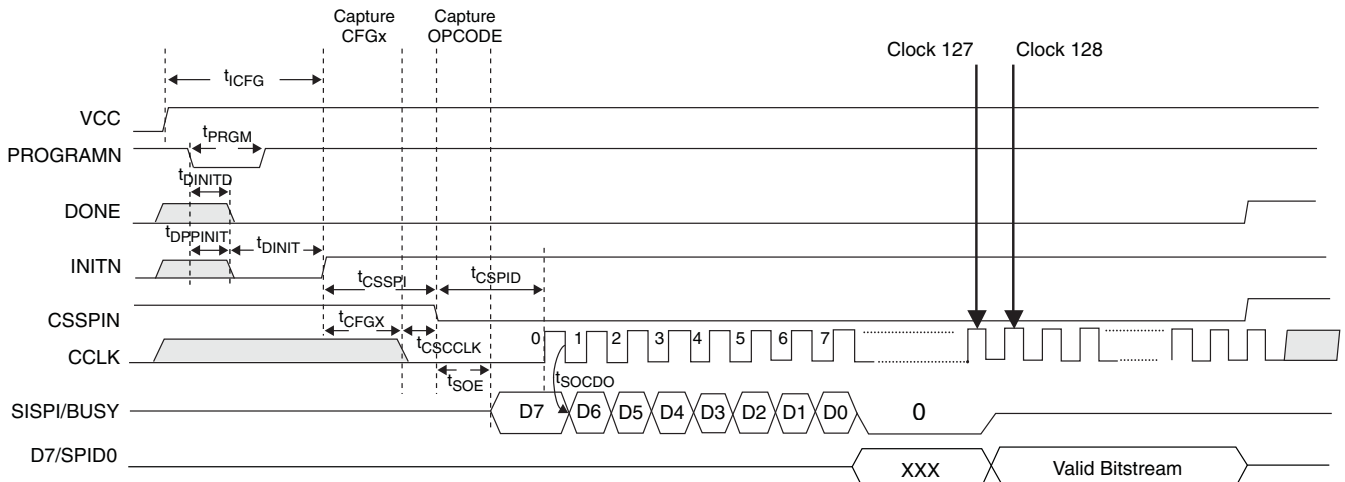 Capture
CFGx
Capture
OPCODE
Clock 127
Clock 128
tICFG
VCC
tPRGM
PROGRAMN
tDINITD
DONE
tDPPINIT
tDINIT
INITN
tCSSPI
tCSPID
CSSPIN
tCFGX
tCSCCLK
0 1 2 3 4 5 6 7
CCLK
tSOE
tSOCDO
SISPI/BUSY
D7 D6 D5 D4 D3 D2 D1 D0 0
D7/SPID0
XXX
Valid Bitstream